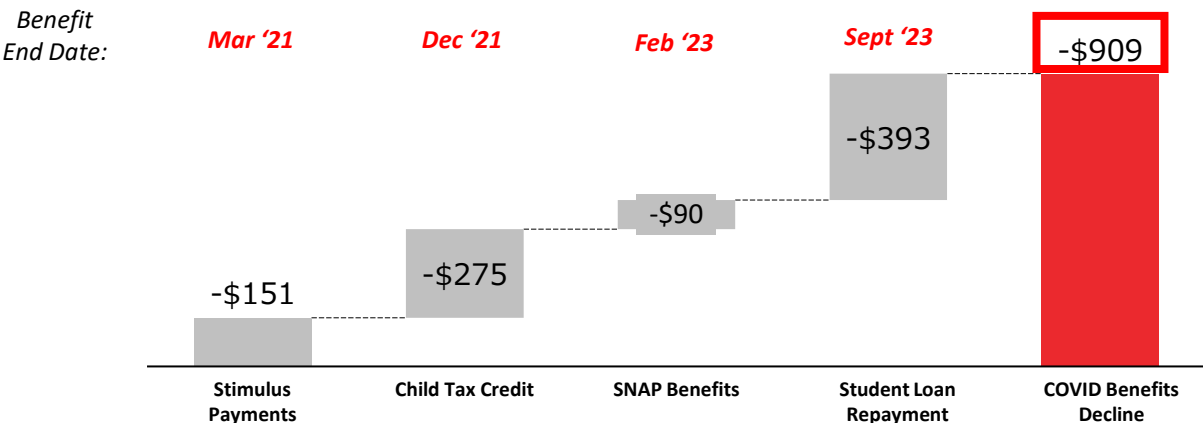 Benefit
End Date:
Mar ‘21
Dec ‘21
Feb ‘23
Sept ‘23
-$909
-$393
-$90
-$275
-$151
Stimulus
Payments
Child Tax Credit
SNAP Benefits
Student Loan
Repayment
COVID Benefits
Decline